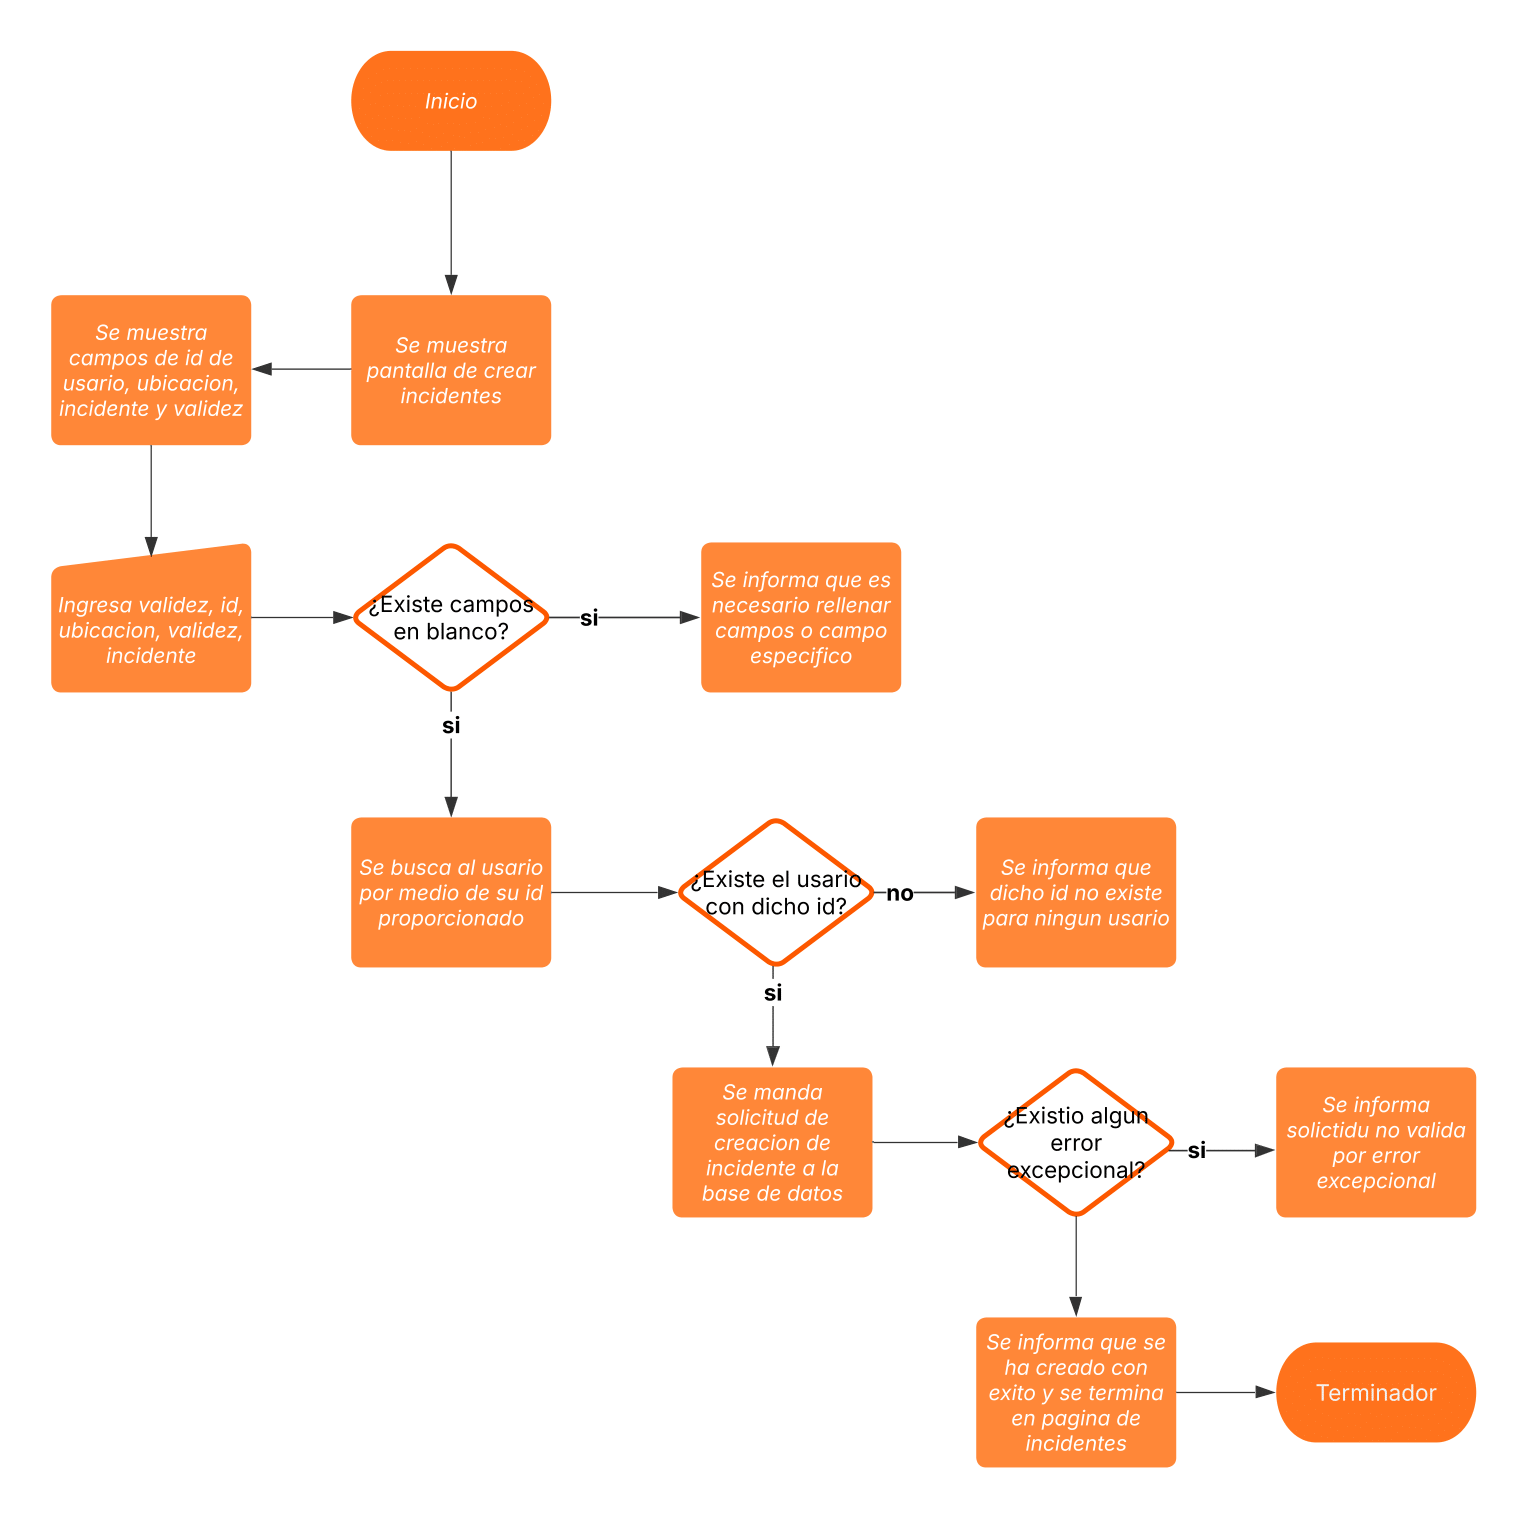 Inicio
Se muestra
campos de id de
usario, ubicacion,
incidente y validez
Se muestra
pantalla de crear
incidentes
Ingresa validez, id,
ubicacion, validez,
incidente
¿Existe campos
en blanco?
si
Se informa que es
necesario rellenar
campos o campo
especifico
si
Se busca al usario
por medio de su id
proporcionado
¿Existe el usario
con dicho id?
no
Se informa que
dicho id no existe
para ningun usario
si
Se manda
solicitud de
creacion de
incidente a la
base de datos
¿Existio algun
error
excepcional?
si
Se informa
solictidu no valida
por error
excepcional
Se informa que se
ha creado con
exito y se termina
en pagina de
incidentes
Terminador